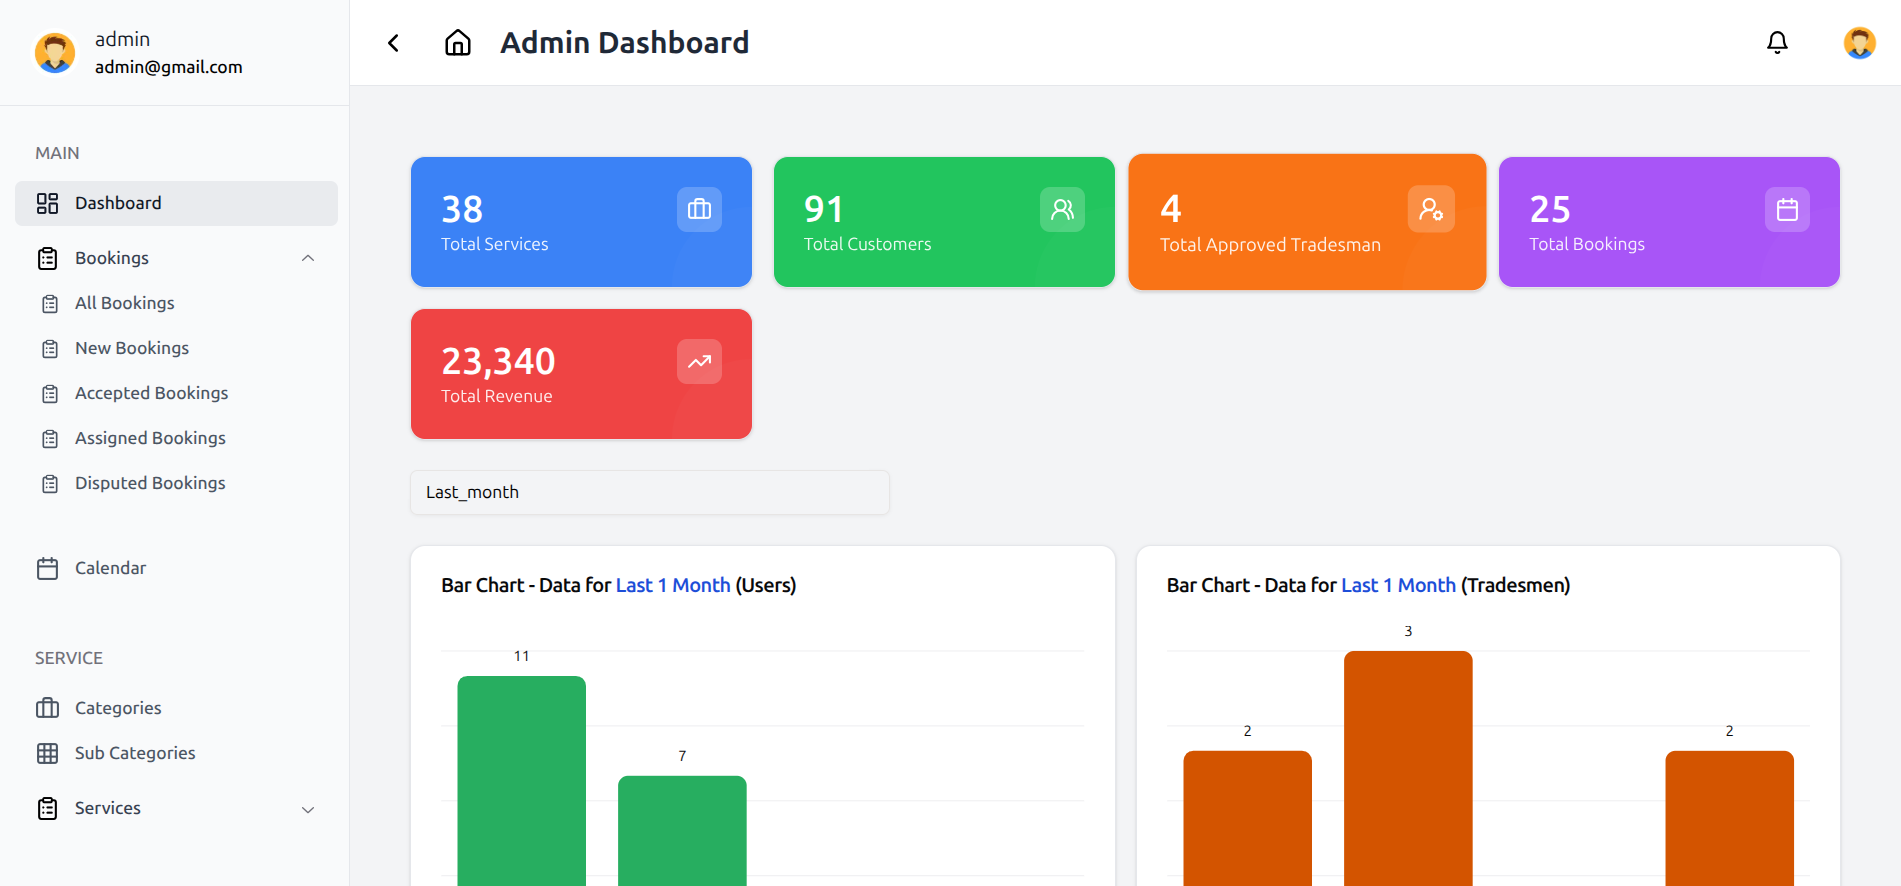 admin
admin@gmail.com
MAIN
Dashboard
Bookings
All Bookings
New Bookings
Accepted Bookings
Assigned Bookings
Disputed Bookings
Calendar
SERVICE
Categories
Sub Categories
Services
Admin Dashboard
38
Total Services
91
Total Customers
4
Total Approved Tradesman
25
Total Bookings
23,340
Total Revenue
Last_month
Bar Chart - Data for Last 1 Month (Users)
11
7
Bar Chart - Data for Last 1 Month (Tradesmen)
3
2
2